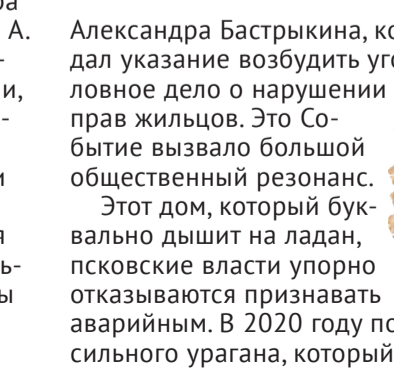 А.
и,
и
я
ь-
ы
Александра Бастрыкина, ко
дал указание возбудить уго
ловное дело о нарушении
прав жильцов. Это Со-
бытие вызвало большой
общественный резонанс.
Этот дом, который бук-
вально дышит на ладан,
псковские власти упорно
отказываются признавать
аварийным. В 2020 году по
сильного урагана, который